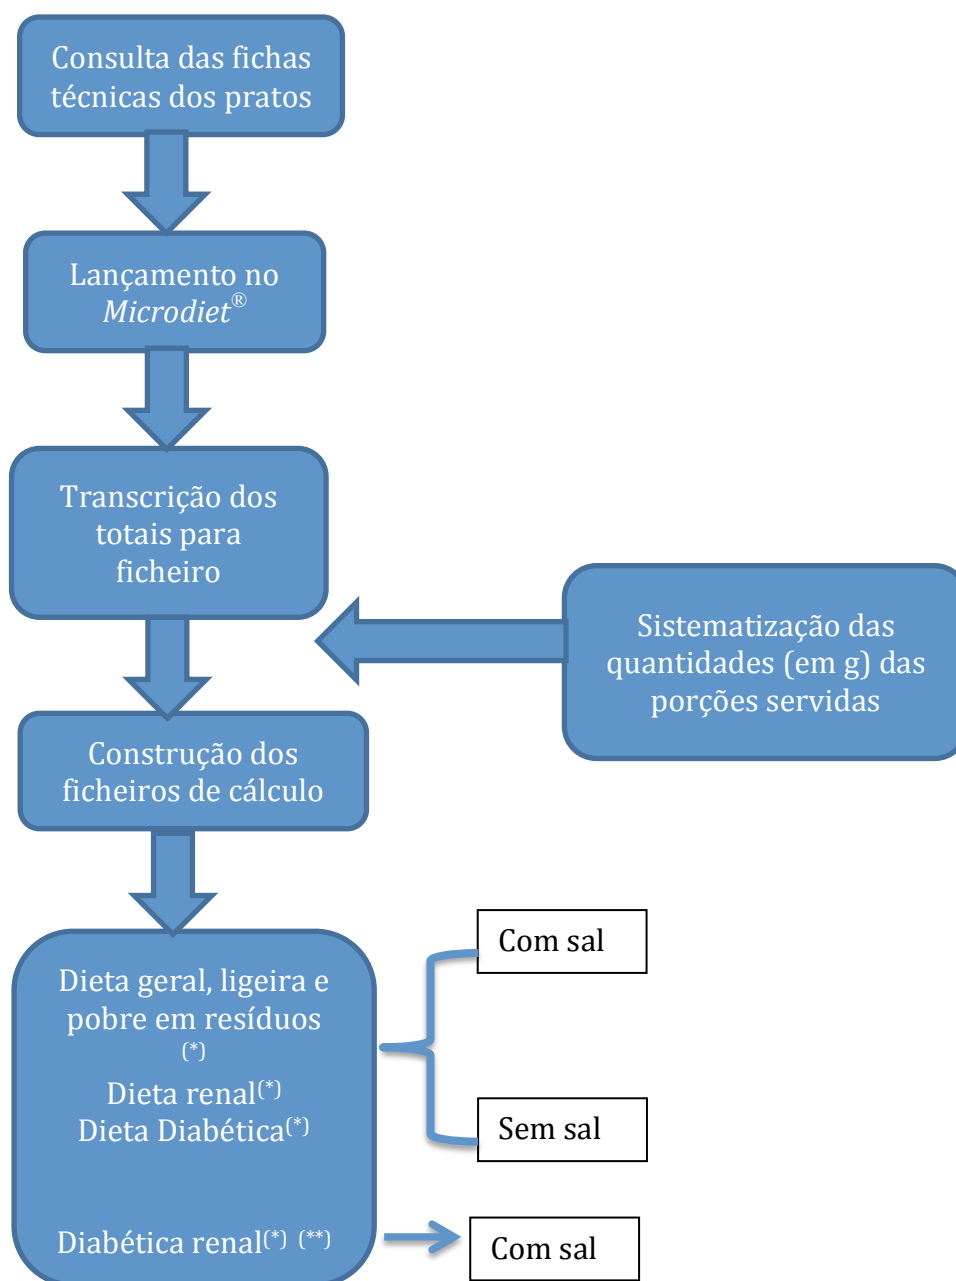 Consulta das fichas
técnicas dos pratos
Lançamento no
Microdiet®
Transcrição dos
totais para
ficheiro
Sistematização das
quantidades (em g) das
porções servidas
Construção dos
ficheiros de cálculo
Dieta geral, ligeira e
pobre em resíduos
(*)
Dieta renal(*)
Dieta Diabética(*)
Com sal
Sem sal
Diabética renal(*) (**)
Com sal